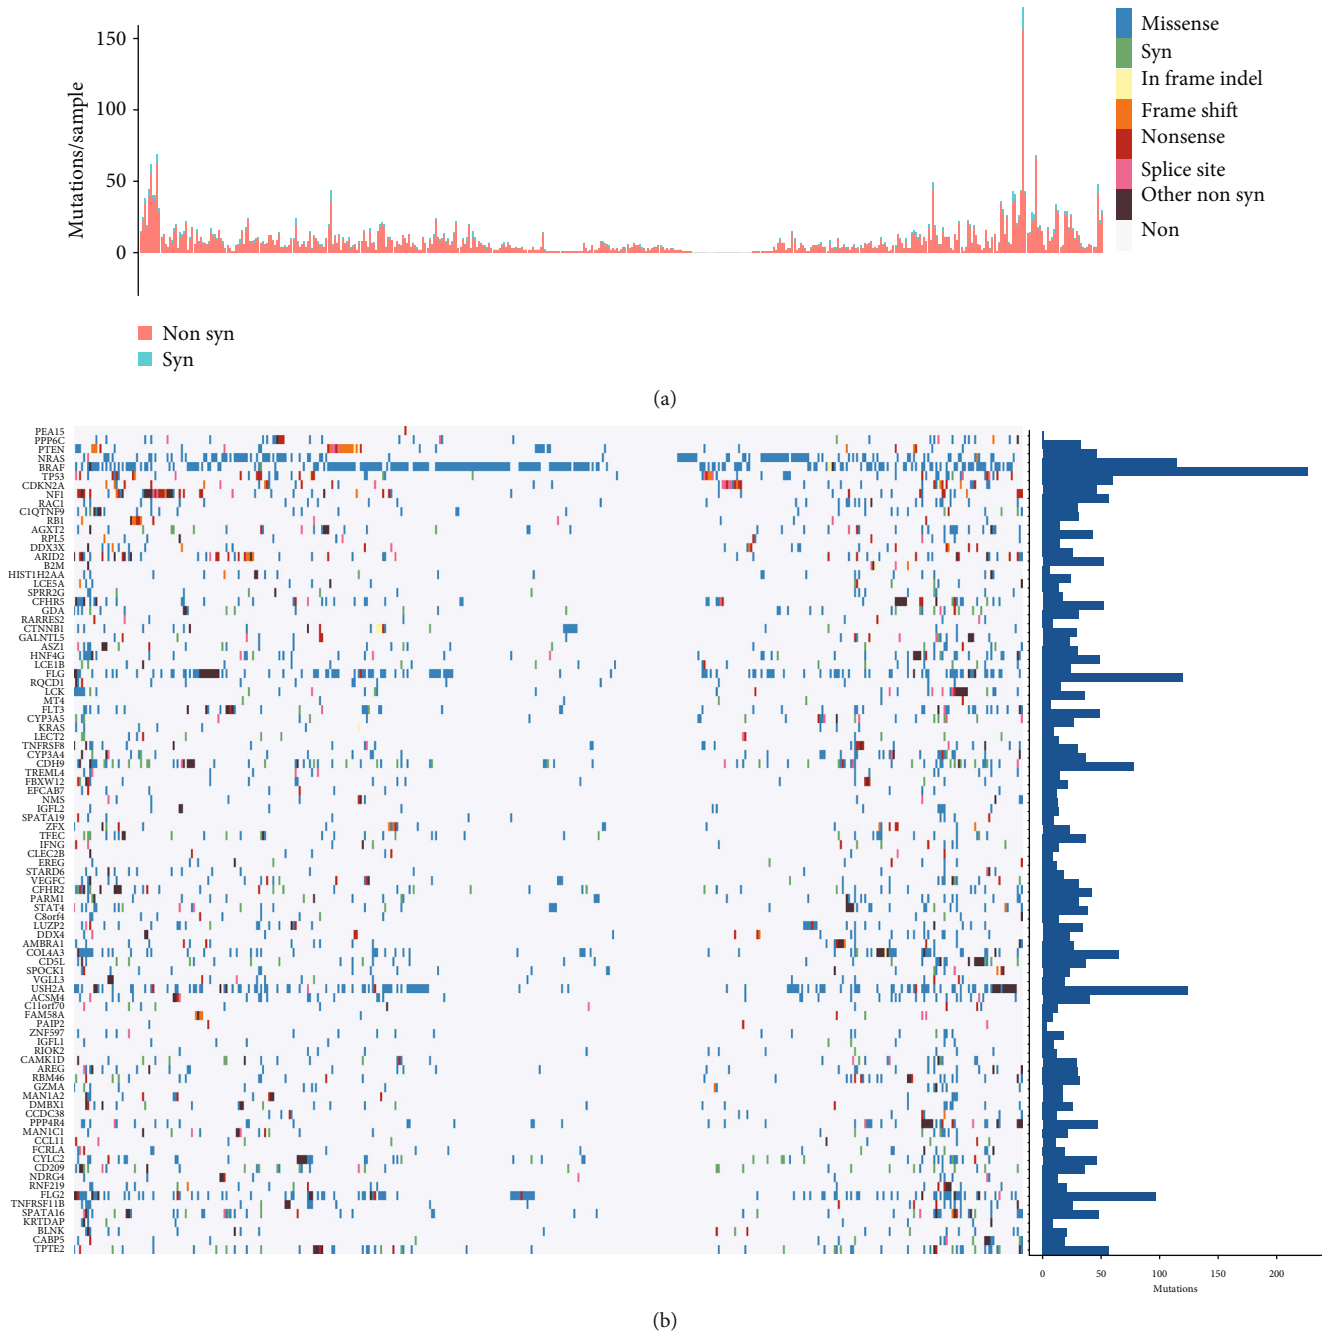 150
100
50
0
Mutations/sample
Missense
Syn
In frame indel
Frame shift
Nonsense
Splice site
Other non syn
Non
Non syn
Syn
(a)
PEA15
PPP6C
PTEN
NRAS
BRAF
TP53
CDKN2A
NF1
RAC1
C1QTNF9
RB1
AGXT2
RPL5
DDX3X
ARID2
B2M
HIST1H2AA
LCE5A
SPRR2G
CFHR5
GDA
RARRES2
CTNNB1
GALNTL5
ASZ1
HNF4G
LCE1B
FLG
RQCD1
LCK
MT4
FLT3
CYP3A5
KRAS
LECT2
TNFRSF8
CYP3A4
CDH9
TREML4
FBXW12
EFCAB7
NMS
IGFL2
SPATA19
ZFX
TFEC
IFNG
CLEC2B
EREG
STARD6
VEGFC
CFHR2
PARM1
STAT4
C8orf4
LUZP2
DDX4
AMBRA1
COL4A3
CD5L
SPOCK1
VGLL3
USH2A
ACSM4
C11orf70
FAM58A
PAIP2
ZNF597
IGFL1
RIOK2
CAMK1D
AREG
RBM46
GZMA
MAN1A2
DMBX1
CCDC38
PPP4R4
MAN1C1
CCL11
FCRLA
CYLC2
CD209
NDRG4
RNF219
FLG2
TNFRSF11B
SPATA16
KRTDAP
BLNK
CABP5
TPTE2
0 50 100 150 200
Mutations
(b)